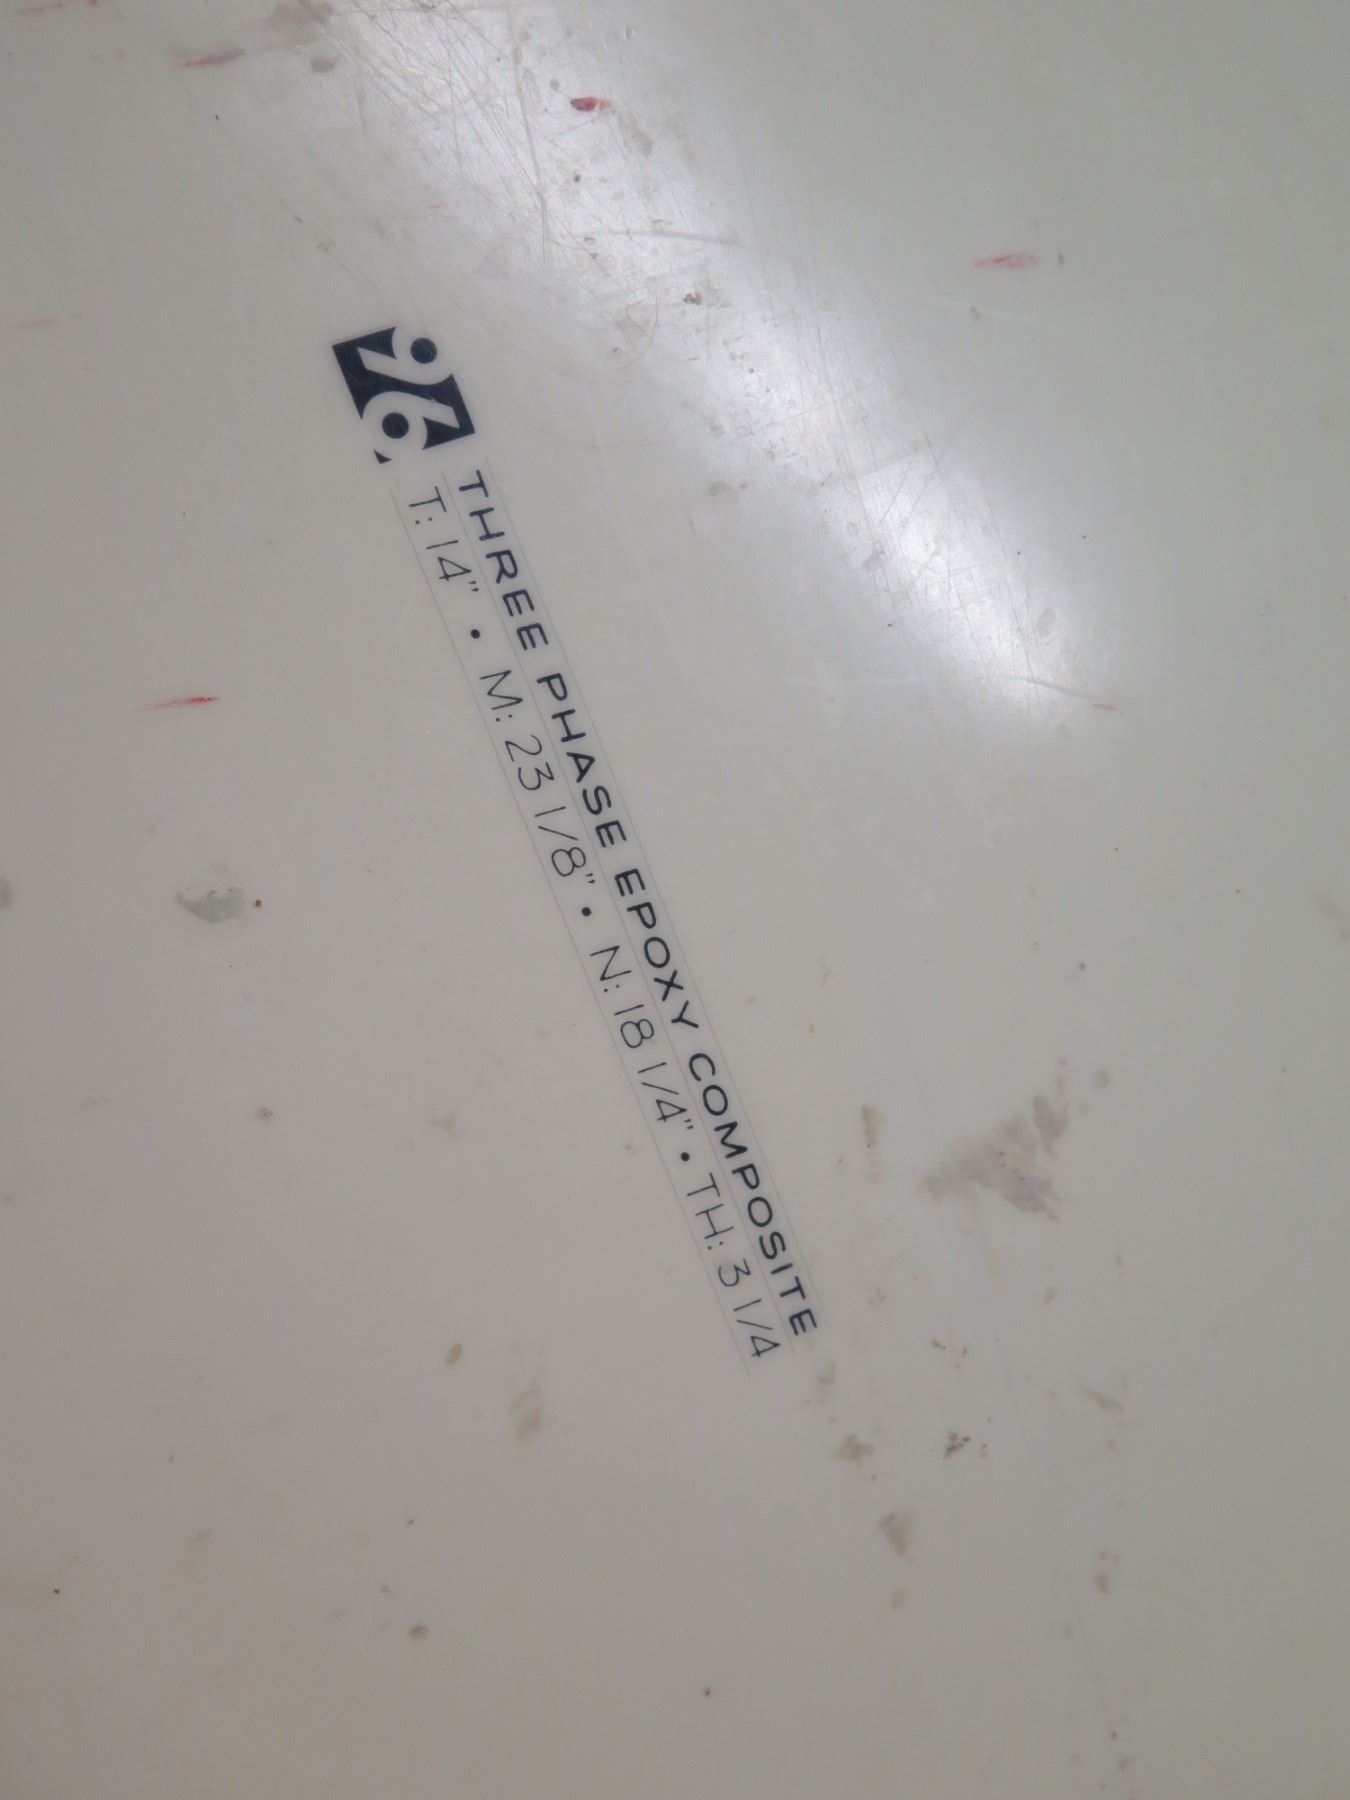 THREE PHASE EPOXY COMPOSITE
T: 14" • M: 23 1/8" • N: 18 1/4" • TH: 3 1/4